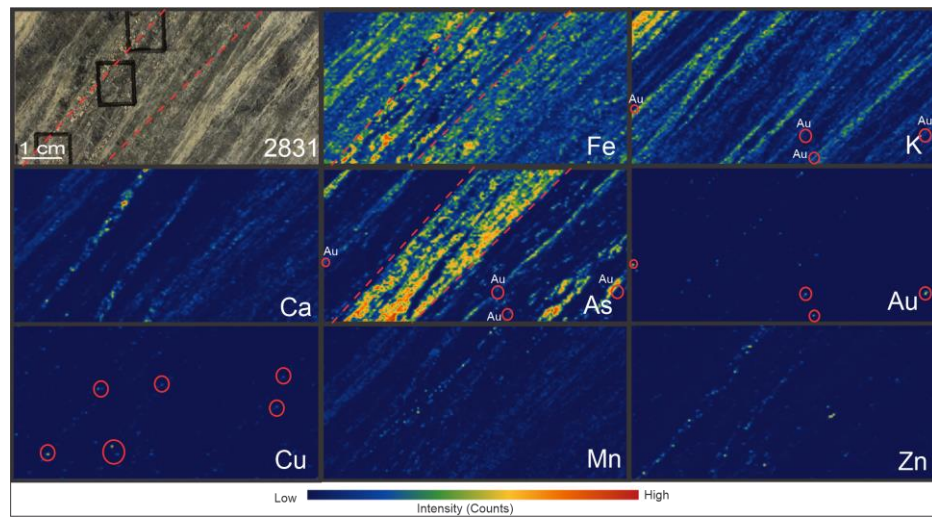 1 cm
2831
Fe
Au
Au
Au
Au
K
Ca
Au
Au
Au
Au
As
Au
Cu
Mn
Zn
Low
High
Intensity (Counts)